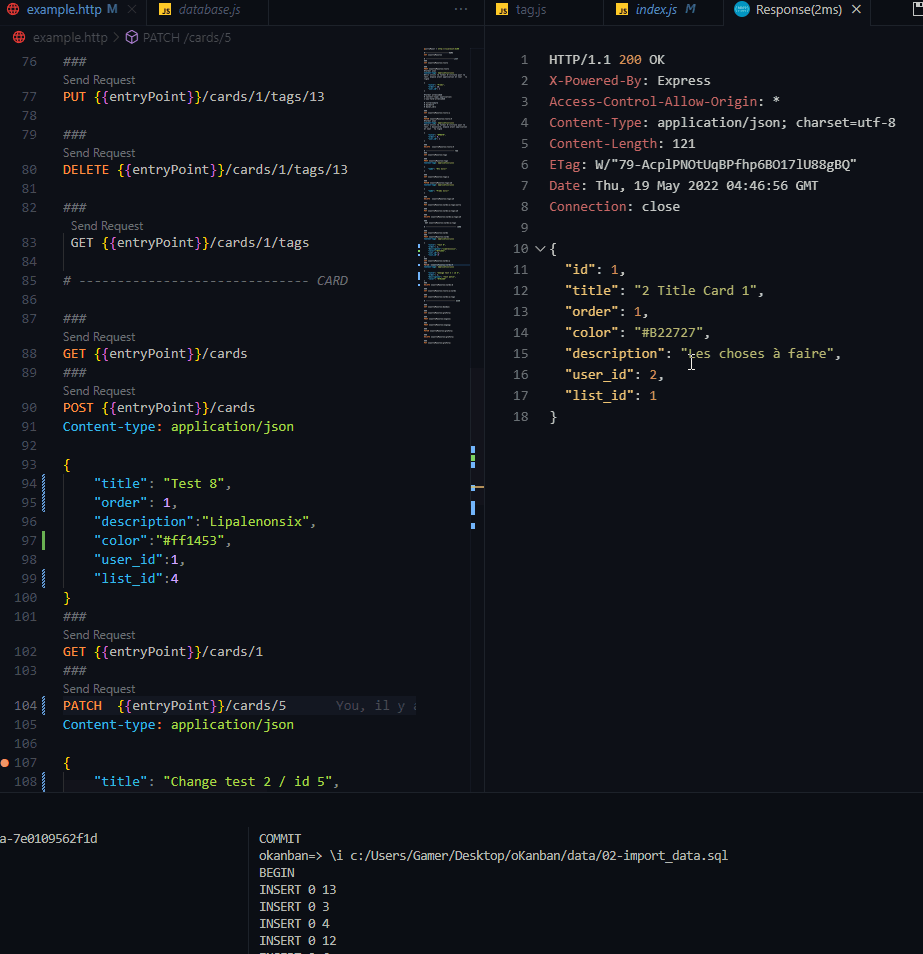 example.http M
database.js
...
example.http > PATCH /cards/5
76 ###
Send Request
77 PUT {{entryPoint}}/cards/1/tags/13
78
79 ###
Send Request
80 DELETE {{entryPoint}}/cards/1/tags/13
81
82 ###
Send Request
83 GET {{entryPoint}}/cards/1/tags
84
85 # ------------------------------ CARD
86
87 ###
Send Request
88 GET {{entryPoint}}/cards
89 ###
Send Request
90 POST {{entryPoint}}/cards
91 Content-type: application/json
92
93 {
94 "title": "Test 8",
95 "order": 1,
96 "description":"Lipalenonsix",
97 "color":"#ff1453",
98 "user_id":1,
99 "list_id":4
100 }
101 ###
Send Request
102 GET {{entryPoint}}/cards/1
103 ###
Send Request
104 PATCH  {{entryPoint}}/cards/5 You, il y a
105 Content-type: application/json
106
107 {
108 "title": "Change test 2 / id 5",
JS tag.js
JS index.js M
Response(2ms) ×
1 HTTP/1.1 200 OK
2 X-Powered-By: Express
3 Access-Control-Allow-Origin: *
4 Content-Type: application/json; charset=utf-8
5 Content-Length: 121
6 ETag: W/"79-AcplPNOtUqBPfhp6BO17lU88gBQ"
7 Date: Thu, 19 May 2022 04:46:56 GMT
8 Connection: close
9
10 {
11 "id": 1,
12 "title": "2 Title Card 1",
13 "order": 1,
14 "color": "#B22727",
15 "description": "Les choses à faire",
16 "user_id": 2,
17 "list_id": 1
18 }
a-7e0109562f1d
COMMIT
okanban=> \i c:/Users/Gamer/Desktop/oKanban/data/02-import_data.sql
BEGIN
INSERT 0 13
INSERT 0 3
INSERT 0 4
INSERT 0 12